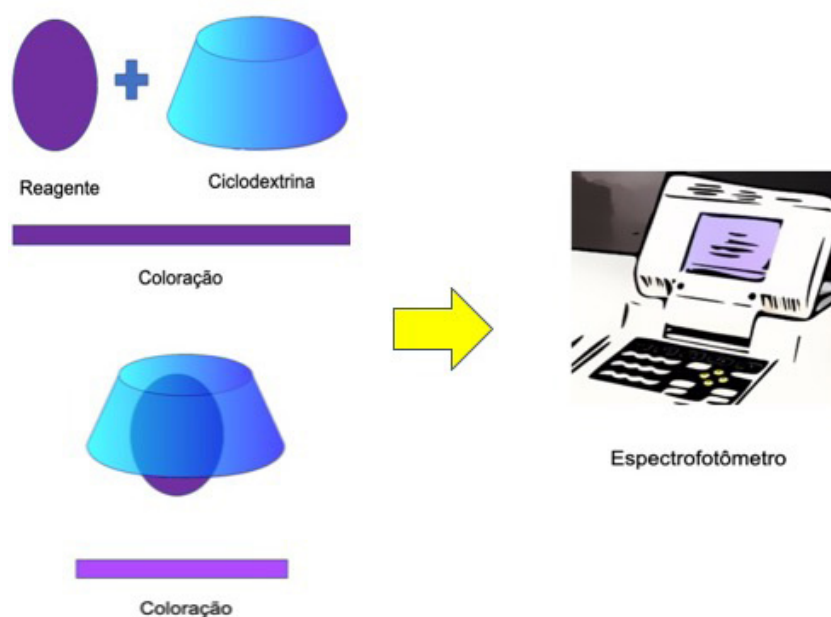 Reagente
Ciclodextrina
Coloração
Espectrofotômetro
Coloração